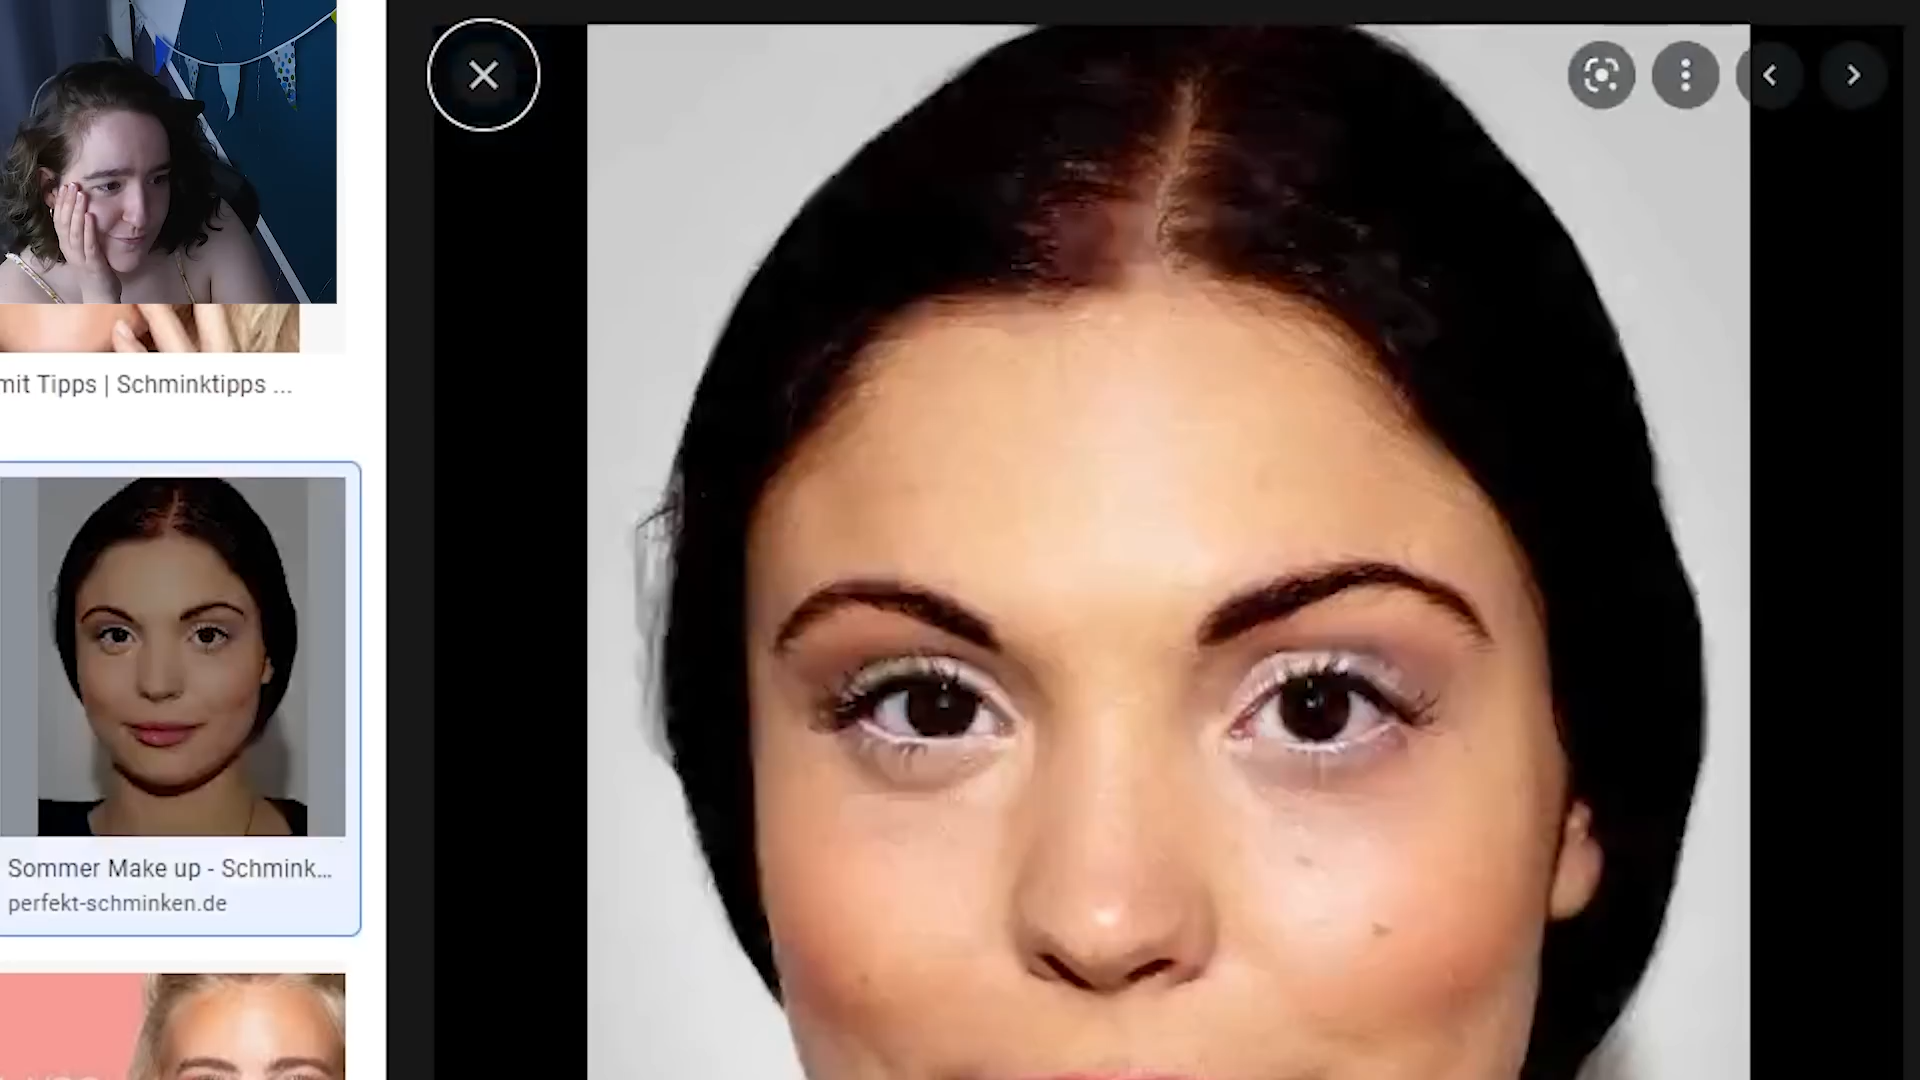 mit Tipps | Schminktipps ...
Sommer Make up - Schmink...
perfekt-schminken.de